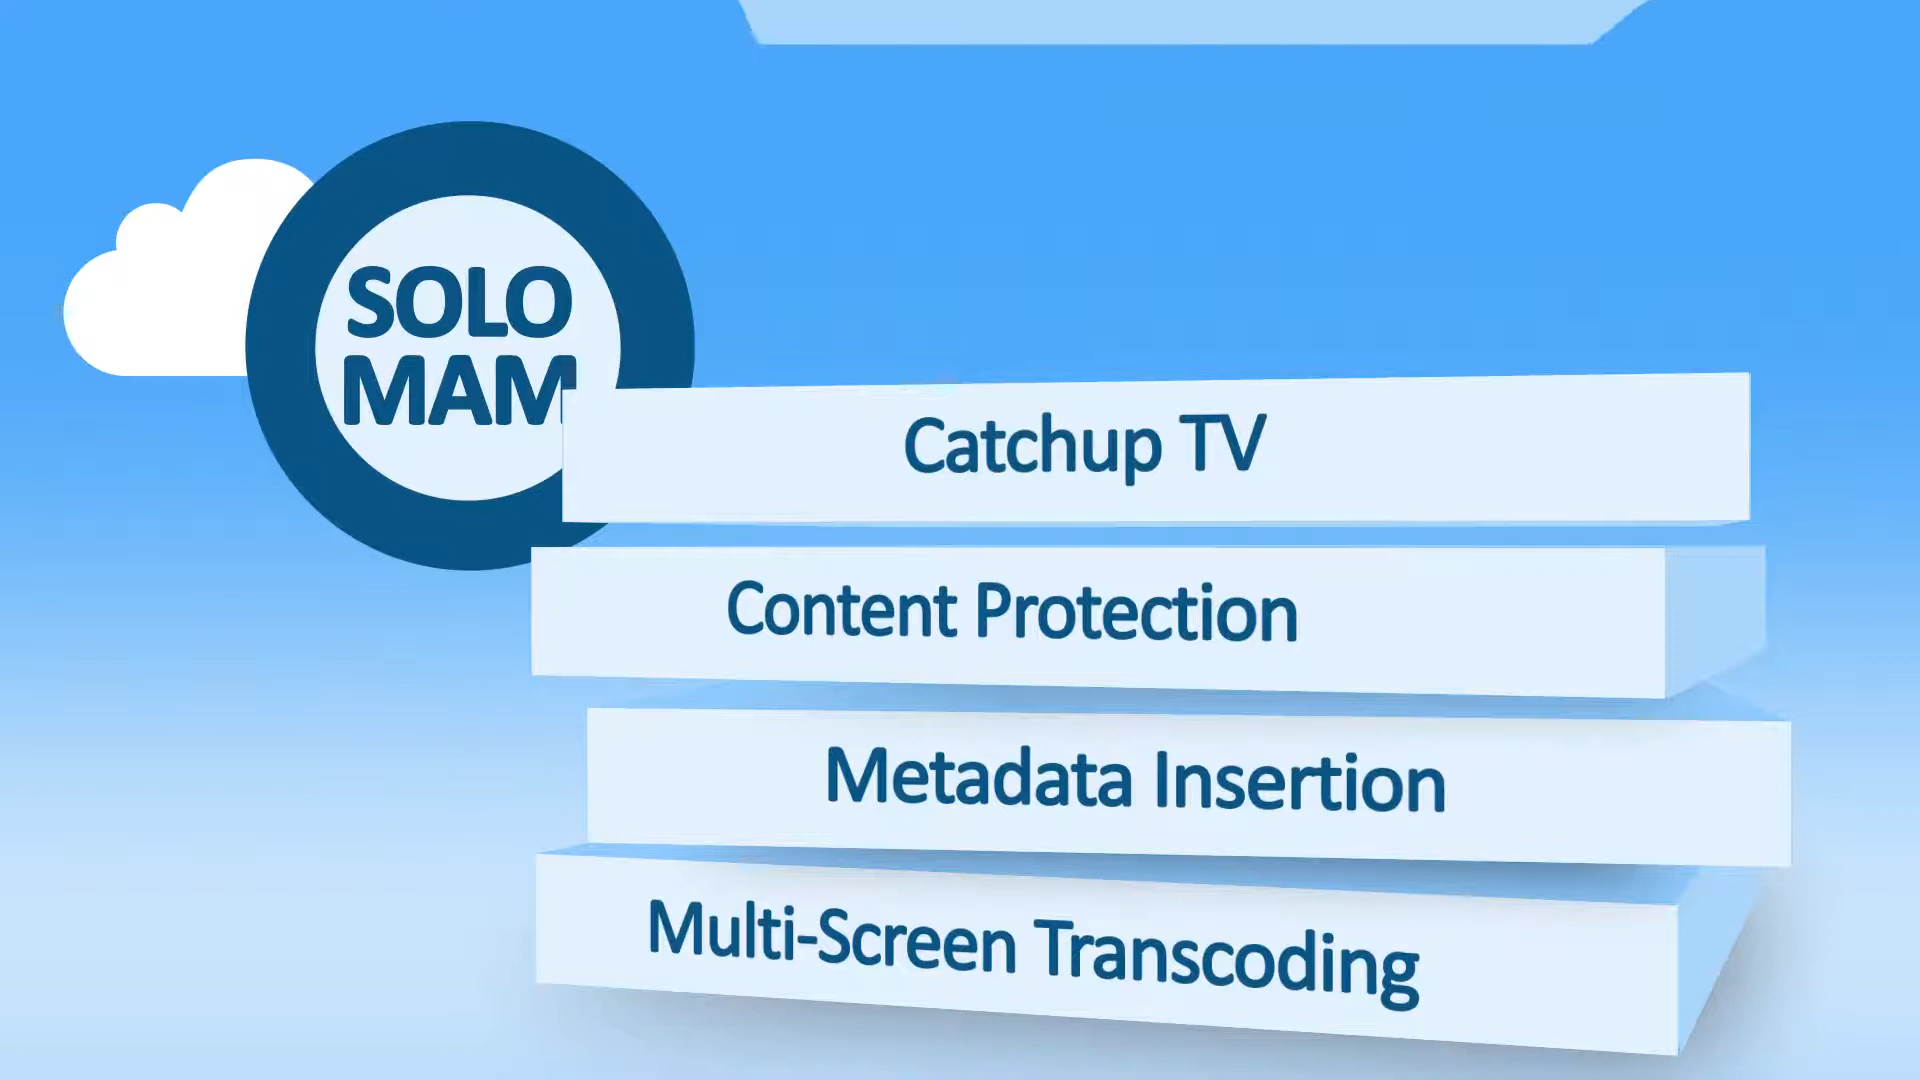 SOLO
MAM
Catchup TV
Content Protection
Metadata Insertion
Multi-Screen Transcoding